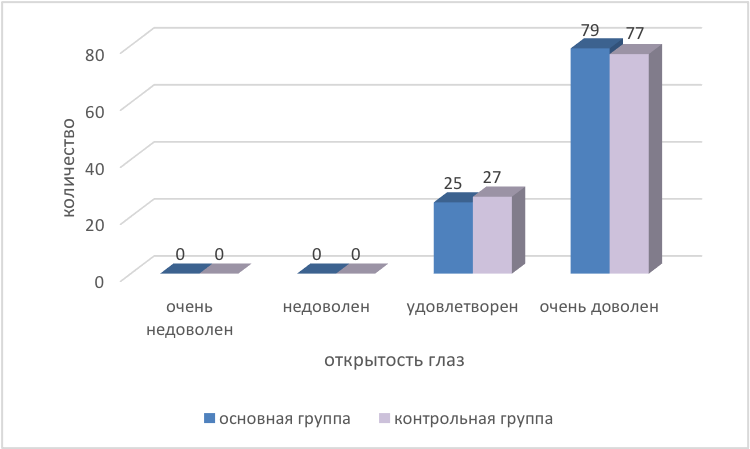 количество
80
60
40
20
0
0 0 0 0 25 27 79 77
очень недоволен удовлетворен очень доволен
недоволен
открытость глаз
основная группа контрольная группа